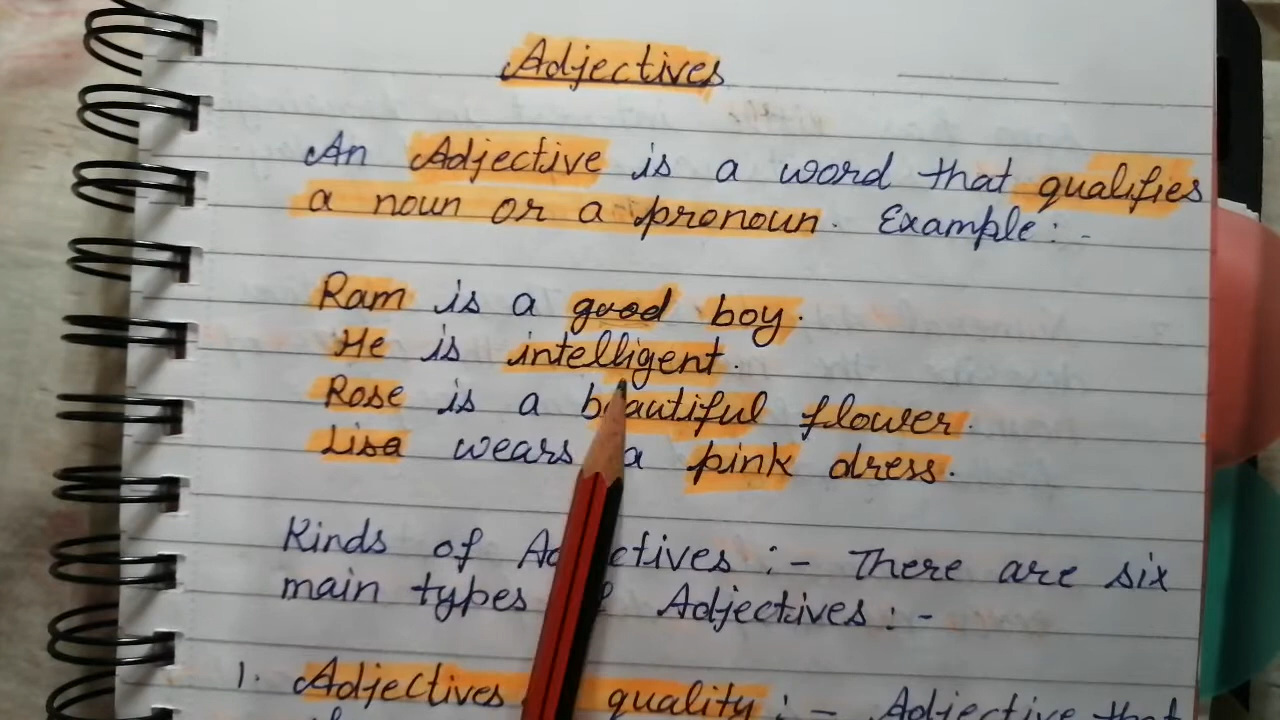 Adjectives
An Adjective is a word that qualifies
a noun or a pronoun. Example :-
Ram is a good boy.
He is intelligent.
Rose is a beautiful flower.
Lisa wears a pink dress.
Kinds of Adjectives :- There are six
main types Adjectives :-
1. Adjectives quality :- Adjective that